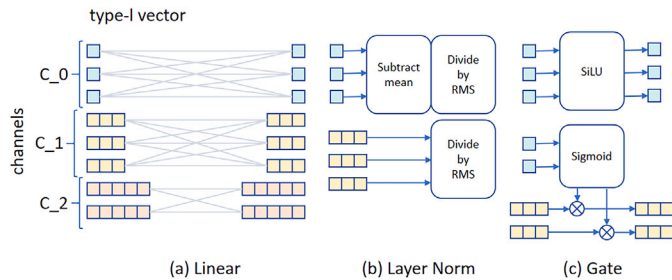 type-l vector
channels
C_0
C_1
C_2
Subtract
mean
Divide
by
RMS
Divide
by
RMS
SiLU
Sigmoid
(a) Linear
(b) Layer Norm
(c) Gate